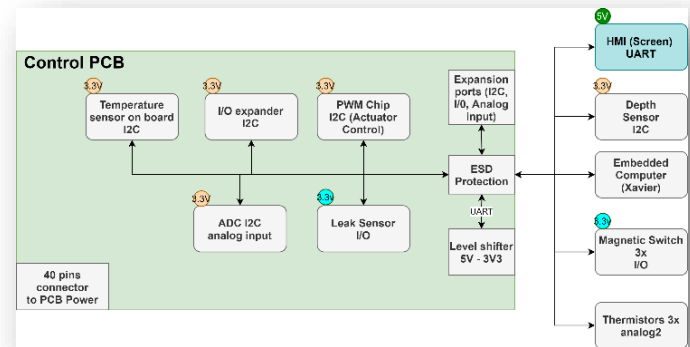 Control PCB
3.3V
Temperature
sensor on board
I2C
3.3V
I/O expander
I2C
3.3V
PWM Chip
I2C (Actuator
Control)
Expansion
ports (I2C,
I/0, Analog
Input)
3.3V
ADC I2C
analog input
3.3V
Leak Sensor
I/O
ESD
Protection
UART
Level shifter
5V - 3V3
40 pins
connector
to PCB Power
5V
HMI (Screen)
UART
3.3V
Depth
Sensor
I2C
Embedded
Computer
(Xavier)
3.3v
Magnetic Switch
3x
I/O
Thermistors 3x
analog2